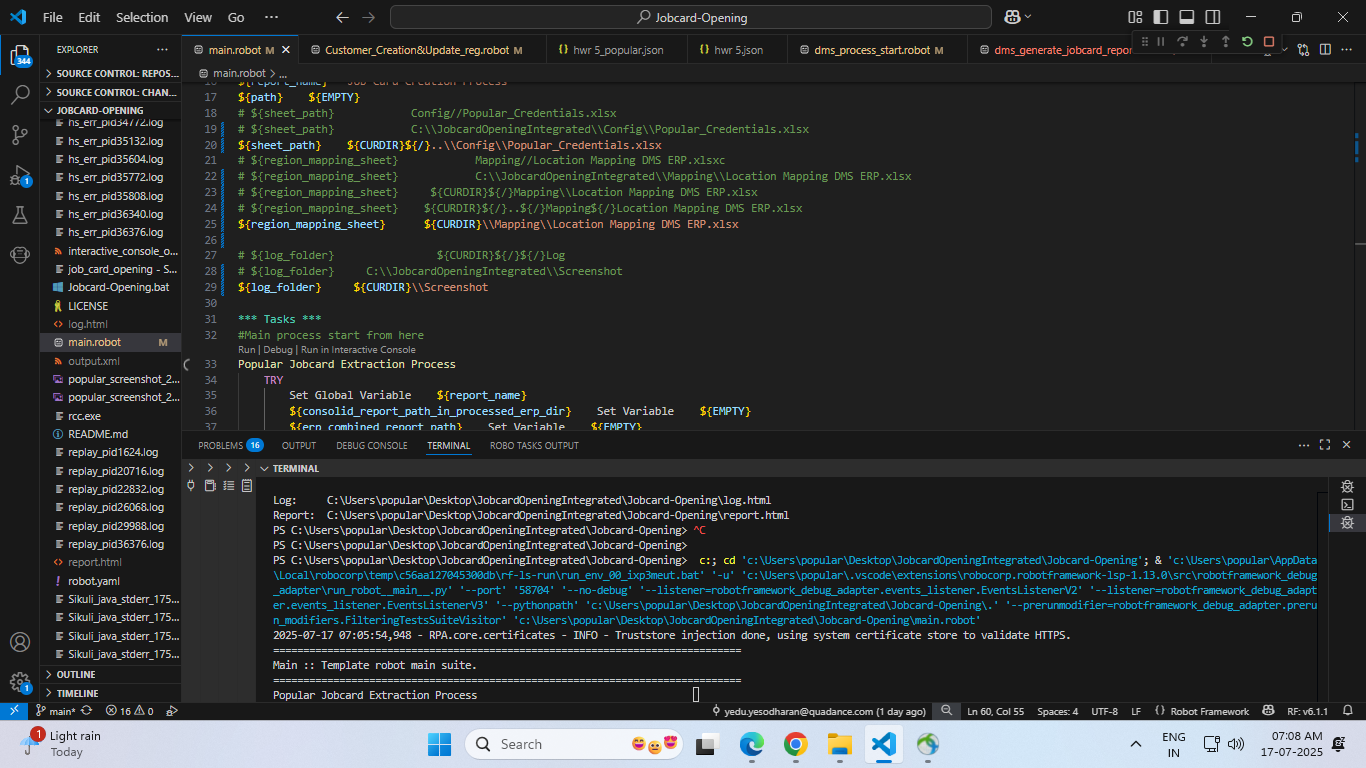 File Edit Selection View Go ··· Jobcard-Opening
EXPLORER ···
344
SOURCE CONTROL: REPOS...
SOURCE CONTROL: CHAN...
JOBCARD-OPENING
hs_err_pid34772.log
hs_err_pid35132.log
hs_err_pid35604.log
hs_err_pid35772.log
hs_err_pid35808.log
hs_err_pid36340.log
hs_err_pid36376.log
interactive_console_o...
job_card_opening - S...
Jobcard-Opening.bat
LICENSE
log.html
main.robot M
output.xml
popular_screenshot_2...
popular_screenshot_2...
rcc.exe
README.md
replay_pid1624.log
replay_pid20716.log
replay_pid22832.log
replay_pid26068.log
replay_pid29988.log
replay_pid36376.log
report.html
robot.yaml
Sikuli_java_stderr_175...
Sikuli_java_stderr_175...
Sikuli_java_stderr_175...
Sikuli_java_stderr_175...
OUTLINE
TIMELINE
1
1
main.robot M Customer_Creation&Update_reg.robot M hwr 5_popular.json hwr 5.json dms_process_start.robot M dms_generate_jobcard_repor
main.robot > ...
16 ${report_name} Job Card Creation Process
17 ${path} ${EMPTY}
18 # ${sheet_path} Config//Popular_Credentials.xlsx
19 # ${sheet_path} C:\\JobcardOpeningIntegrated\\Config\\Popular_Credentials.xlsx
20 ${sheet_path} ${CURDIR}${/}..\\Config\\Popular_Credentials.xlsx
21 # ${region_mapping_sheet} Mapping//Location Mapping DMS ERP.xlsxc
22 # ${region_mapping_sheet} C:\\JobcardOpeningIntegrated\\Mapping\\Location Mapping DMS ERP.xlsx
23 # ${region_mapping_sheet} ${CURDIR}${/}Mapping\\Location Mapping DMS ERP.xlsx
24 # ${region_mapping_sheet} ${CURDIR}${/}..${/}Mapping${/}Location Mapping DMS ERP.xlsx
25 ${region_mapping_sheet} ${CURDIR}\\Mapping\\Location Mapping DMS ERP.xlsx
26
27 # ${log_folder} ${CURDIR}${/}${/}Log
28 # ${log_folder} C:\\JobcardOpeningIntegrated\\Screenshot
29 ${log_folder} ${CURDIR}\\Screenshot
30
31 *** Tasks ***
32 #Main process start from here
Run | Debug | Run in Interactive Console
33 Popular Jobcard Extraction Process
34 TRY
35 Set Global Variable ${report_name}
36 ${consolid_report_path_in_processed_erp_dir} Set Variable ${EMPTY}
37 ${erp_combined_report_path} Set Variable ${EMPTY}
PROBLEMS 16 OUTPUT DEBUG CONSOLE TERMINAL ROBO TASKS OUTPUT
TERMINAL
Log: C:\Users\popular\Desktop\JobcardOpeningIntegrated\Jobcard-Opening\log.html
Report: C:\Users\popular\Desktop\JobcardOpeningIntegrated\Jobcard-Opening\report.html
PS C:\Users\popular\Desktop\JobcardOpeningIntegrated\Jobcard-Opening> ^C
PS C:\Users\popular\Desktop\JobcardOpeningIntegrated\Jobcard-Opening>
PS C:\Users\popular\Desktop\JobcardOpeningIntegrated\Jobcard-Opening> c:; cd 'c:\Users\popular\Desktop\JobcardOpeningIntegrated\Jobcard-Opening'; & 'c:\Users\popular\AppData
\Local\robocorp\temp\c56aa127045300db\rf-ls-run\run_env_00_ixp3meut.bat' '-u' 'c:\Users\popular\.vscode\extensions\robocorp.robotframework-lsp-1.13.0\src\robotframework_debug
_adapter\run_robot__main__.py' '--port' '58704' '--no-debug' '--listener=robotframework_debug_adapter.events_listener.EventsListenerV2' '--listener=robotframework_debug_adapt
er.events_listener.EventsListenerV3' '--pythonpath' 'c:\Users\popular\Desktop\JobcardOpeningIntegrated\Jobcard-Opening\.' '--prerunmodifier=robotframework_debug_adapter.preru
n_modifiers.FilteringTestsSuiteVisitor' 'c:\Users\popular\Desktop\JobcardOpeningIntegrated\Jobcard-Opening\main.robot'
2025-07-17 07:05:54,948 - RPA.core.certificates - INFO - Truststore injection done, using system certificate store to validate HTTPS.
==============================================================================
Main :: Template robot main suite.
==============================================================================
Popular Jobcard Extraction Process
main* 16 0 yedu.yesodharan@quadance.com (1 day ago) Ln 60, Col 55 Spaces: 4 UTF-8 LF Robot Framework RF: v6.1.1
1 Light rain
Today
Search
ENG
IN
07:08 AM
17-07-2025